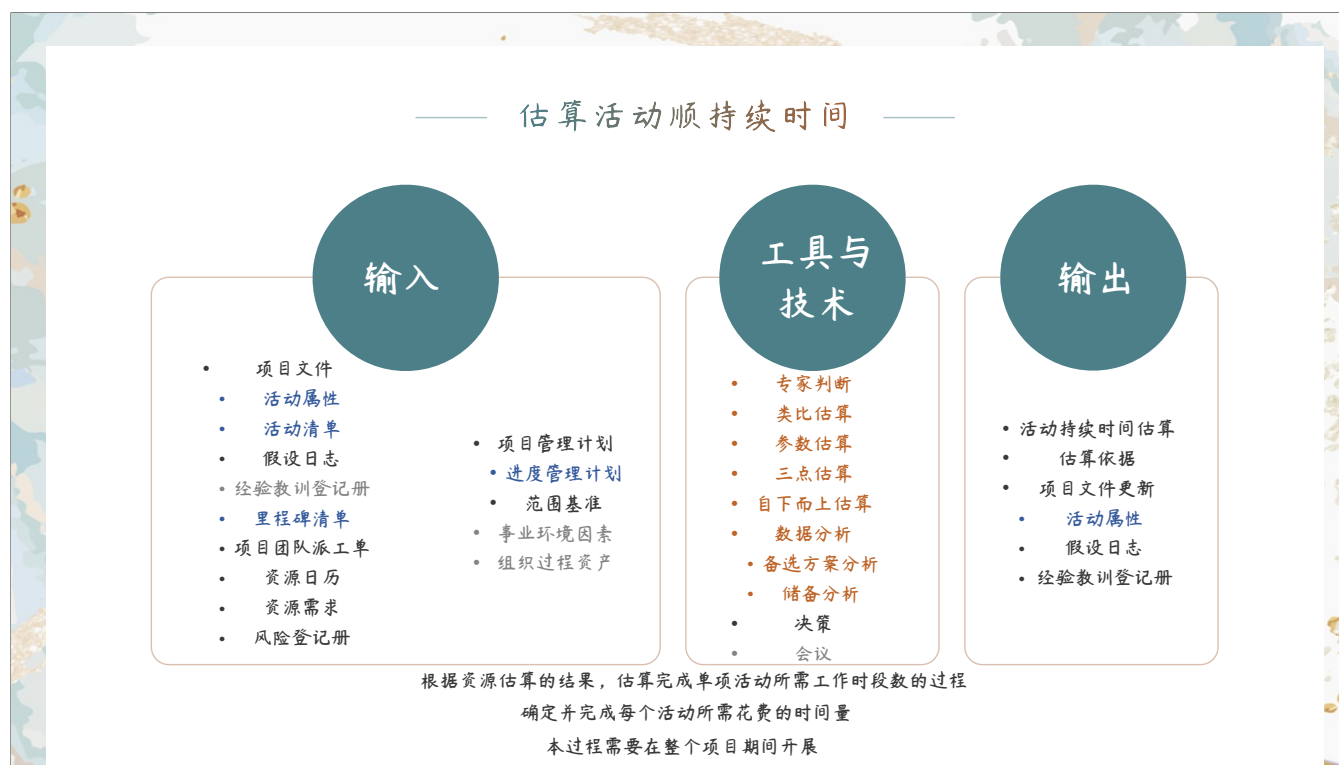 估算活动顺持续时间
输入
• 项目文件
• 活动属性
• 活动清单
• 假设日志
• 经验教训登记册
• 里程碑清单
• 项目团队派工单
• 资源日历
• 资源需求
• 风险登记册
• 项目管理计划
• 进度管理计划
• 范围基准
• 事业环境因素
• 组织过程资产
工具与
技术
• 专家判断
• 类比估算
• 参数估算
• 三点估算
• 自下而上估算
• 数据分析
• 备选方案分析
• 储备分析
• 决策
• 会议
输出
• 活动持续时间估算
• 估算依据
• 项目文件更新
• 活动属性
• 假设日志
• 经验教训登记册
根据资源估算的结果，估算完成单项活动所需工作时段数的过程
确定并完成每个活动所需花费的时间量
本过程需要在整个项目期间开展